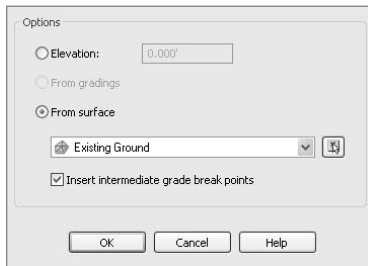 Options
Elevation: 0.000'
From gradings
From surface
Existing Ground
Insert intermediate grade break points
OK Cancel Help